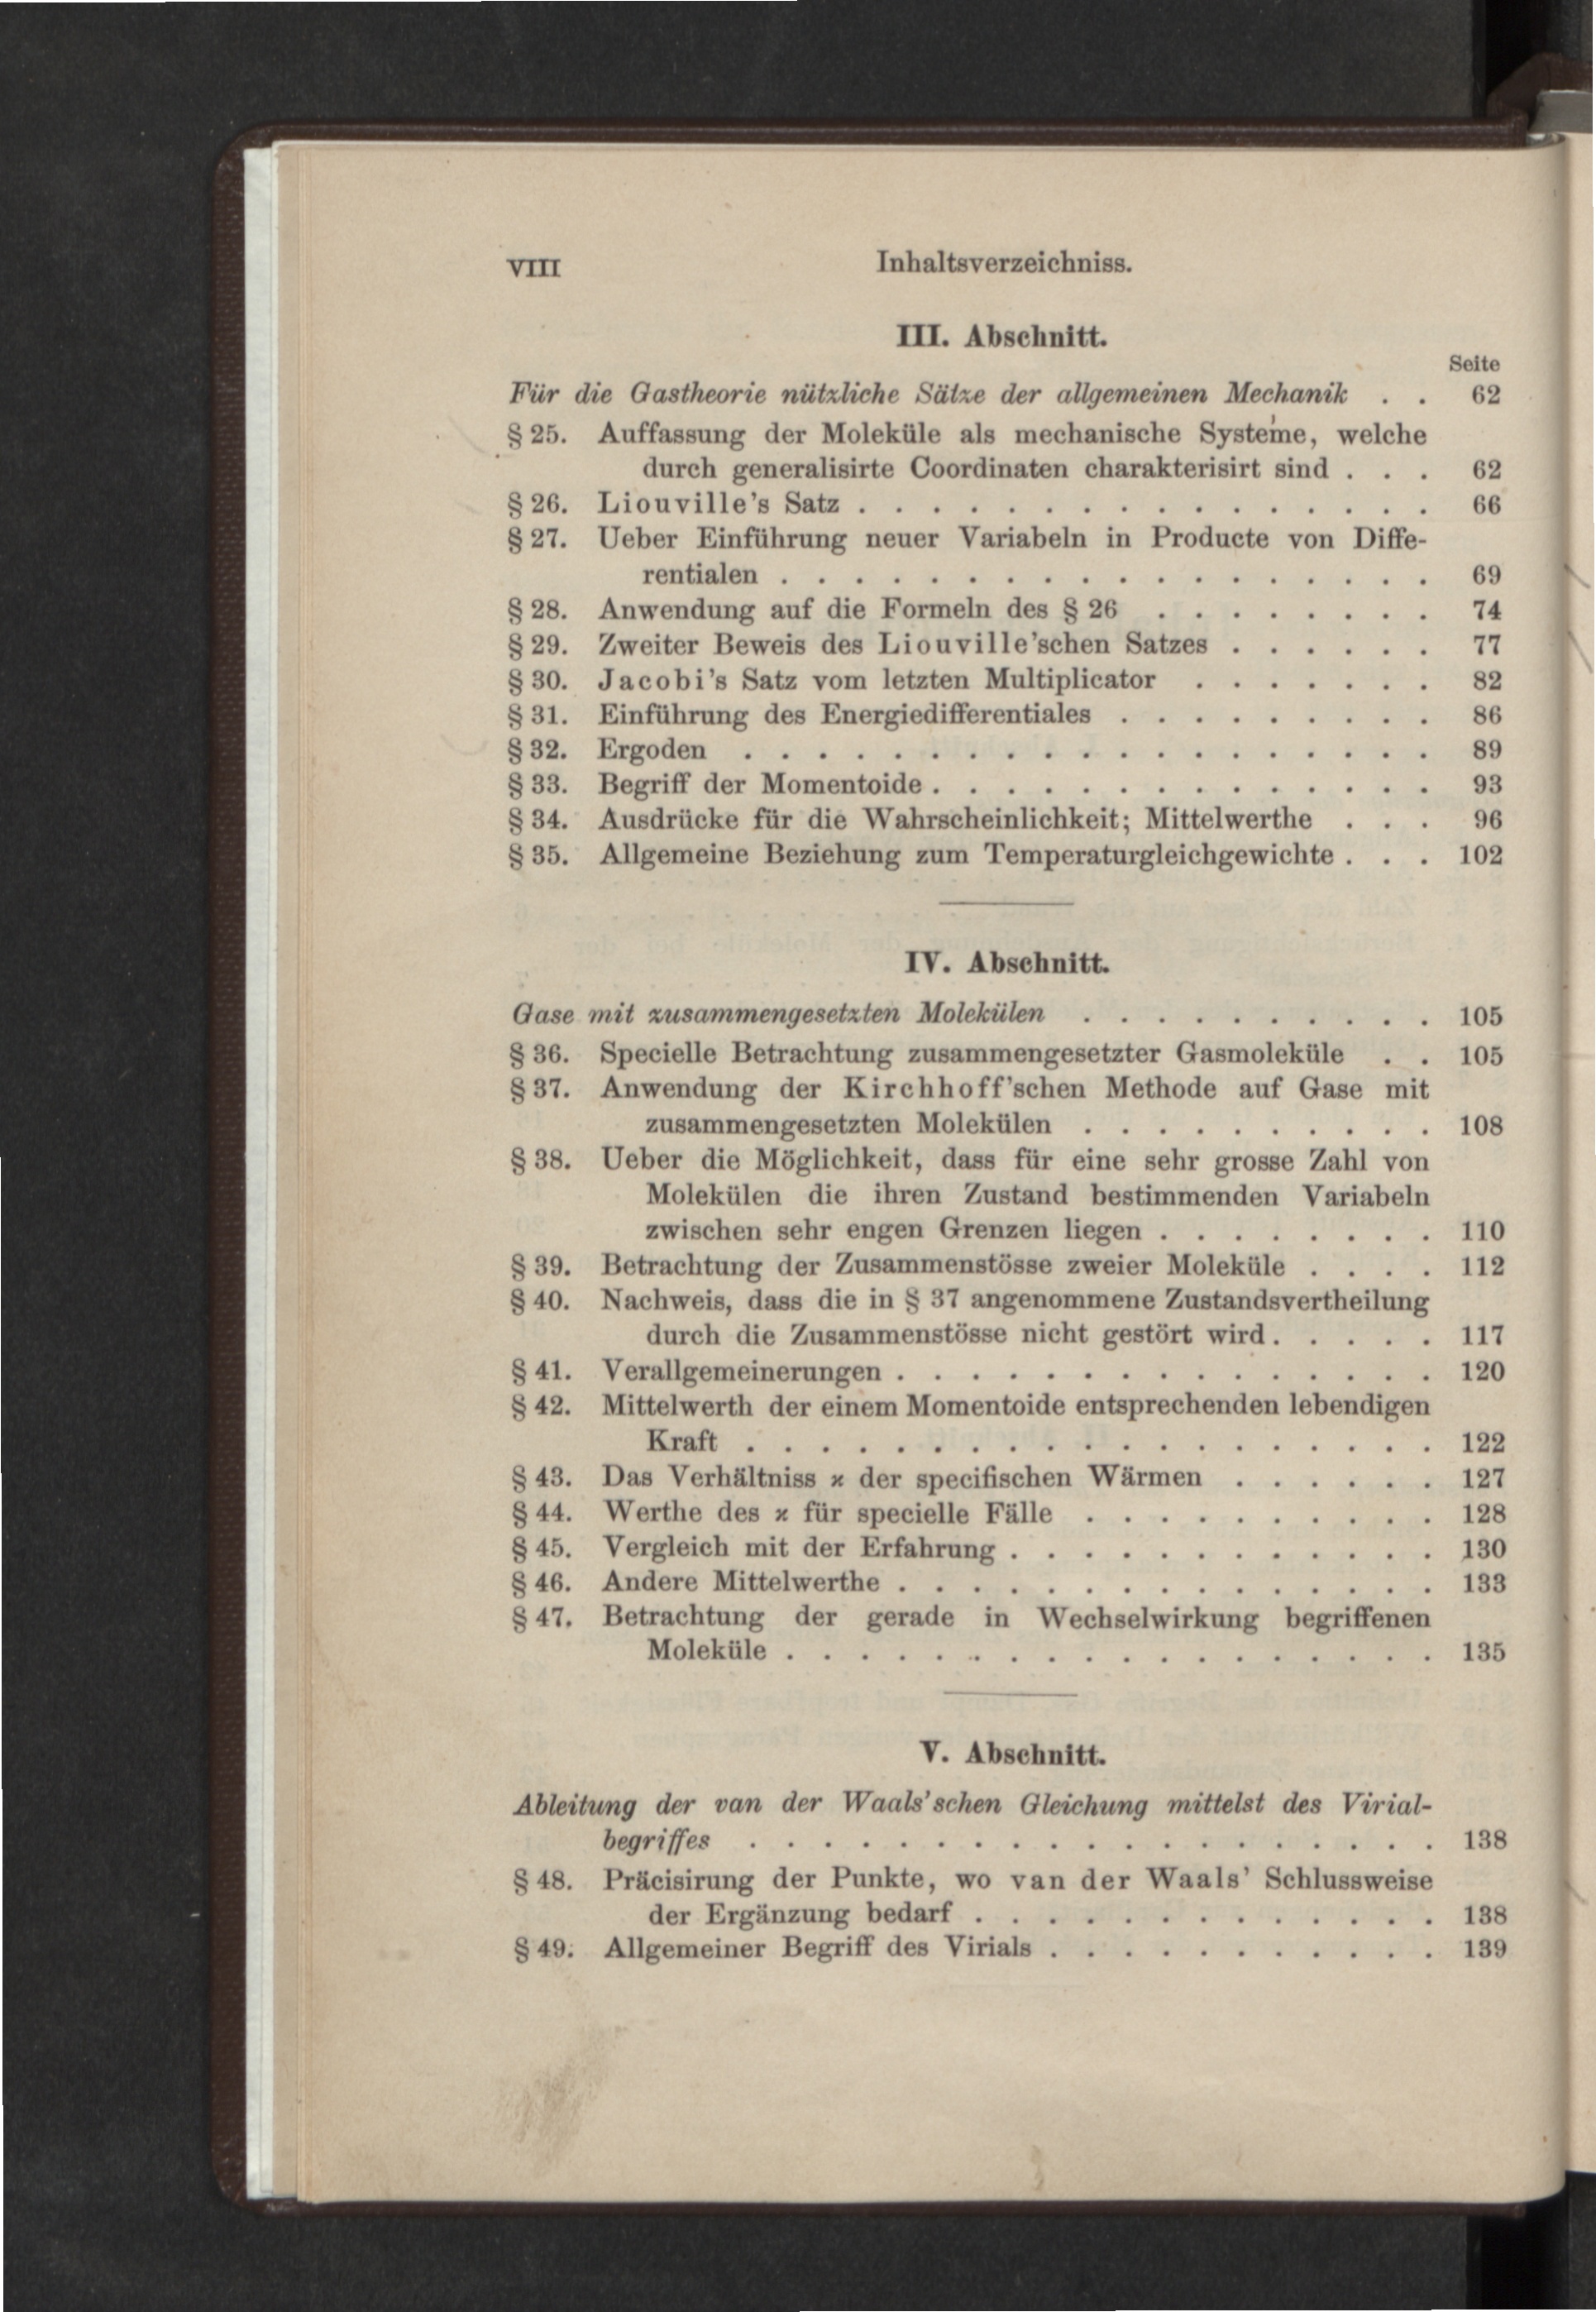 VIII Inhaltsverzeichniss.
III. Abschnitt.
Seite
Für die Gastheorie nützliche Sätze der allgemeinen Mechanik . . 62
§ 25. Auffassung der Moleküle als mechanische Systeme, welche
durch generalisirte Coordinaten charakterisirt sind . . . 62
§ 26. Liouville's Satz . . . . . . . . . . . . . . . . 66
§ 27. Ueber Einführung neuer Variabeln in Producte von Diffe-
rentialen . . . . . . . . . . . . . . . . . . 69
§ 28. Anwendung auf die Formeln des § 26 . . . . . . . . 74
§ 29. Zweiter Beweis des Liouville'schen Satzes . . . . . . 77
§ 30. Jacobi's Satz vom letzten Multiplicator . . . . . . . 82
§ 31. Einführung des Energiedifferentiales . . . . . . . . . 86
§ 32. Ergoden . . . . . . . . . . . . . . . . . . . 89
§ 33. Begriff der Momentoide . . . . . . . . . . . . . . 93
§ 34. Ausdrücke für die Wahrscheinlichkeit; Mittelwerthe . . . 96
§ 35. Allgemeine Beziehung zum Temperaturgleichgewichte . . . 102
IV. Abschnitt.
Gase mit zusammengesetzten Molekülen . . . . . . . . . . 105
§ 36. Specielle Betrachtung zusammengesetzter Gasmoleküle . . 105
§ 37. Anwendung der Kirchhoff'schen Methode auf Gase mit
zusammengesetzten Molekülen . . . . . . . . . . 108
§ 38. Ueber die Möglichkeit, dass für eine sehr grosse Zahl von
Molekülen die ihren Zustand bestimmenden Variabeln
zwischen sehr engen Grenzen liegen . . . . . . . . 110
§ 39. Betrachtung der Zusammenstösse zweier Moleküle . . . . 112
§ 40. Nachweis, dass die in § 37 angenommene Zustandsvertheilung
durch die Zusammenstösse nicht gestört wird . . . . . 117
§ 41. Verallgemeinerungen . . . . . . . . . . . . . . . 120
§ 42. Mittelwerth der einem Momentoide entsprechenden lebendigen
Kraft . . . . . . . . . . . . . . . . . . . 122
§ 43. Das Verhältniss ϰ der specifischen Wärmen . . . . . . 127
§ 44. Werthe des ϰ für specielle Fälle . . . . . . . . . . 128
§ 45. Vergleich mit der Erfahrung . . . . . . . . . . . . 130
§ 46. Andere Mittelwerthe . . . . . . . . . . . . . . . 133
§ 47. Betrachtung der gerade in Wechselwirkung begriffenen
Moleküle . . . . . . . . . . . . . . . . . . 135
V. Abschnitt.
Ableitung der van der Waals'schen Gleichung mittelst des Virial-
begriffes . . . . . . . . . . . . . . . . . . . 138
§ 48. Präcisirung der Punkte, wo van der Waals' Schlussweise
der Ergänzung bedarf . . . . . . . . . . . . . 138
§ 49. Allgemeiner Begriff des Virials . . . . . . . . . . . 139